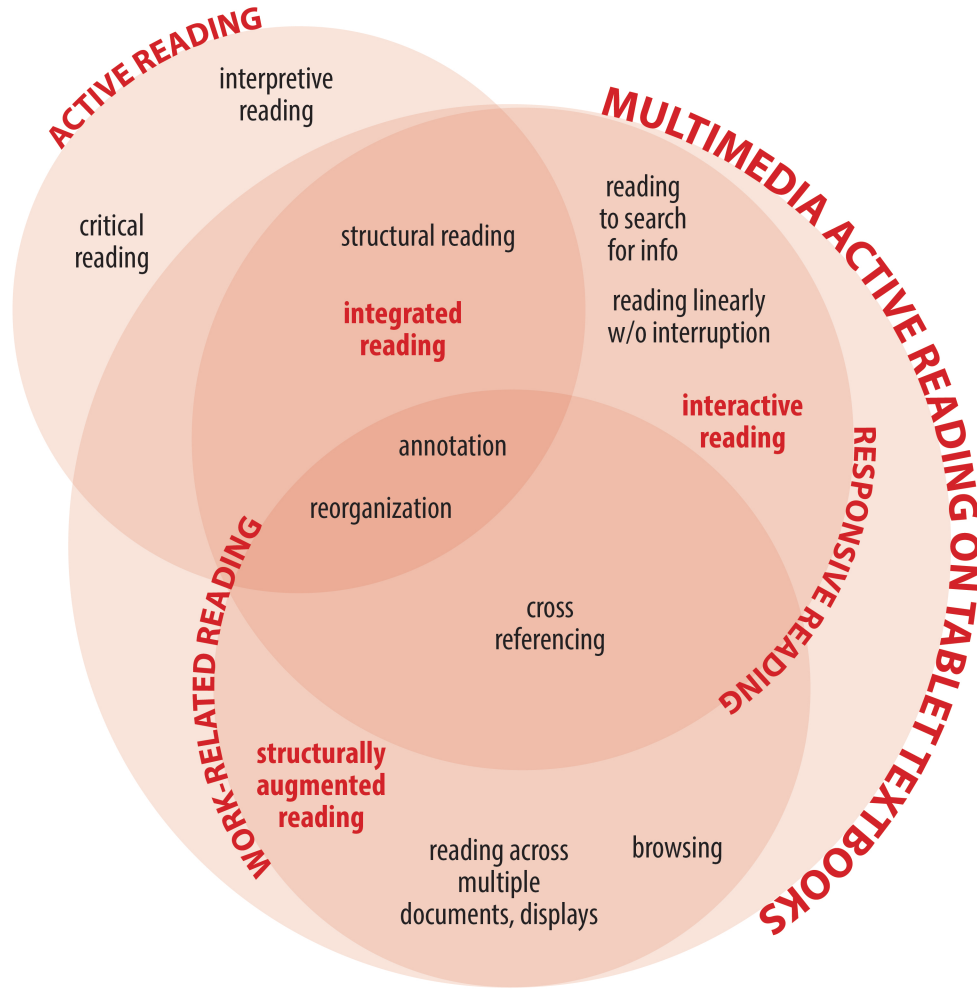 ACTIVE READING
interpretive
reading
critical
reading
MULTIMEDIA ACTIVE READING ON TABLET TEXTBOOKS
structural reading
reading
to search
for info
integrated
reading
reading linearly
w/o interruption
interactive
reading
annotation
reorganization
RESPONSIVE READING
WORK-RELATED READING
cross
referencing
structurally
augmented
reading
reading across
multiple
documents, displays
browsing